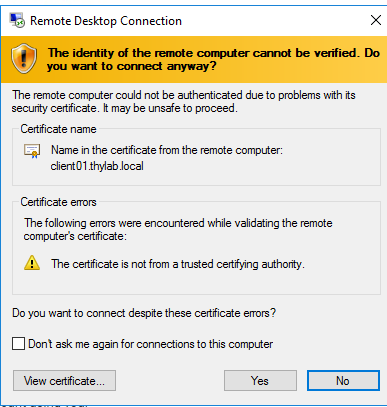 Remote Desktop Connection
The identity of the remote computer cannot be verified. Do
you want to connect anyway?
The remote computer could not be authenticated due to problems with its
security certificate. It may be unsafe to proceed.
Certificate name
Name in the certificate from the remote computer:
client01.thylab.local
Certificate errors
The following errors were encountered while validating the remote
computer's certificate:
The certificate is not from a trusted certifying authority.
Do you want to connect despite these certificate errors?
Don't ask me again for connections to this computer
View certificate...
Yes
No